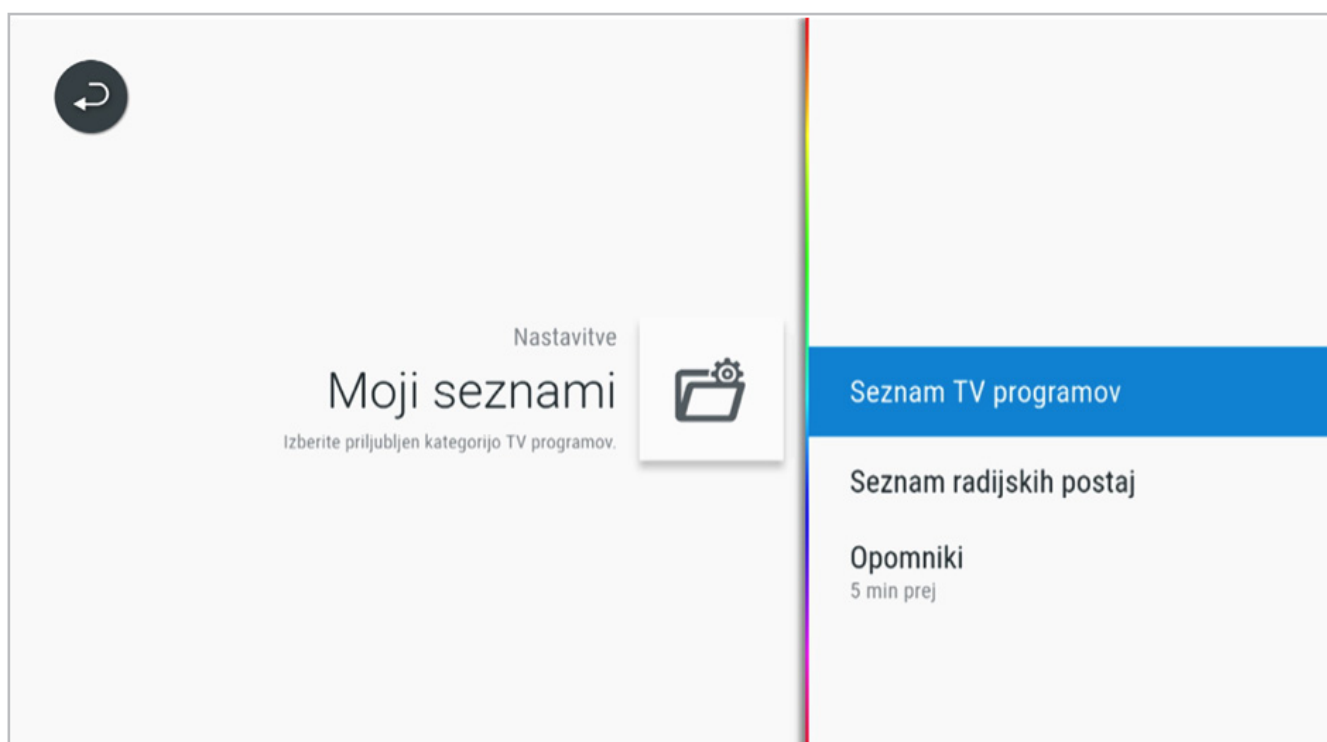 Nastavitve
Moji seznami
Izberite priljubljen kategorijo TV programov.
Seznam TV programov
Seznam radijskih postaj
Opomniki
5 min prej